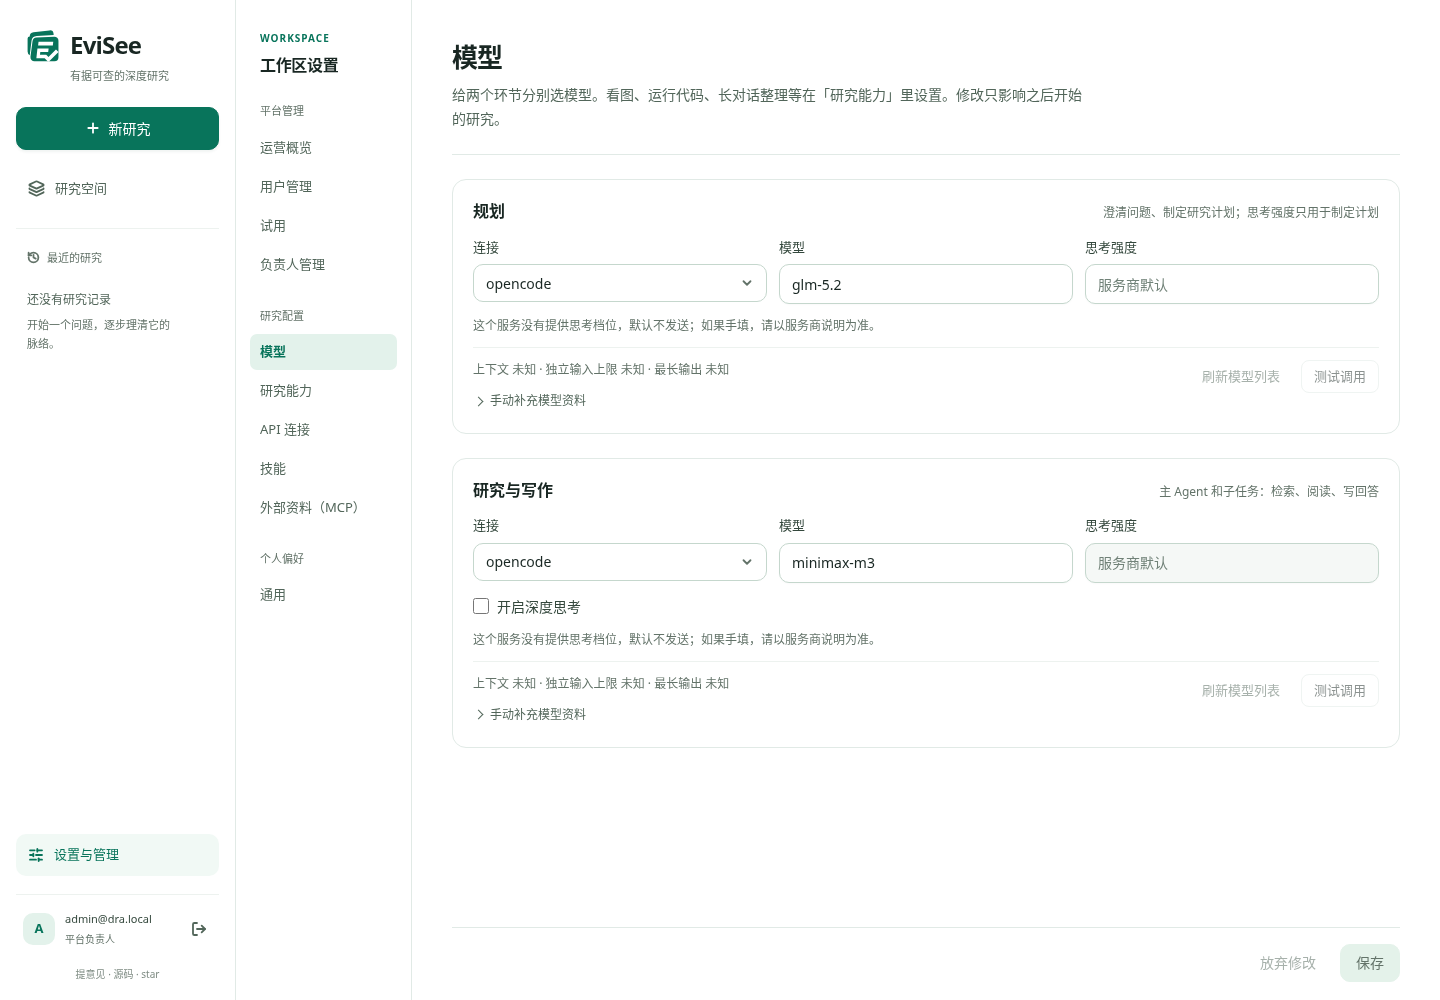 EviSee
有据可查的深度研究
新研究
研究空间
最近的研究
还没有研究记录
开始一个问题，逐步理清它的
脉络。
设置与管理
A
admin@dra.local
平台负责人
提意见 · 源码 · star
WORKSPACE
工作区设置
平台管理
运营概览
用户管理
试用
负责人管理
研究配置
模型
研究能力
API 连接
技能
外部资料（MCP）
个人偏好
通用
模型
给两个环节分别选模型。看图、运行代码、长对话整理等在「研究能力」里设置。修改只影响之后开始
的研究。
规划
澄清问题、制定研究计划；思考强度只用于制定计划
连接 模型 思考强度
opencode glm-5.2 服务商默认
这个服务没有提供思考档位，默认不发送；如果手填，请以服务商说明为准。
上下文 未知 · 独立输入上限 未知 · 最长输出 未知
刷新模型列表 测试调用
手动补充模型资料
研究与写作
主 Agent 和子任务：检索、阅读、写回答
连接 模型 思考强度
opencode minimax-m3 服务商默认
开启深度思考
这个服务没有提供思考档位，默认不发送；如果手填，请以服务商说明为准。
上下文 未知 · 独立输入上限 未知 · 最长输出 未知
刷新模型列表 测试调用
手动补充模型资料
放弃修改 保存